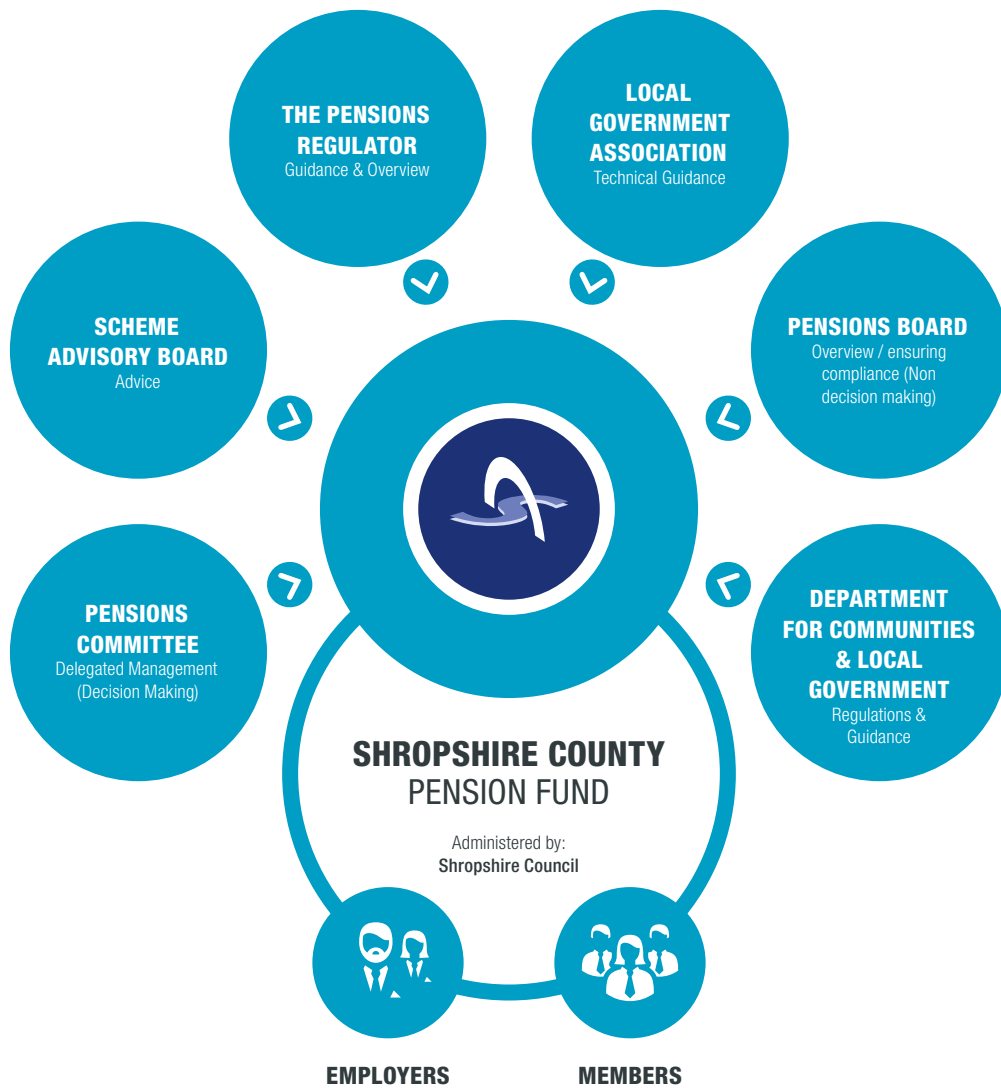 THE PENSIONS
REGULATOR
Guidance & Overview
LOCAL
GOVERNMENT
ASSOCIATION
Technical Guidance
SCHEME
ADVISORY BOARD
Advice
PENSIONS BOARD
Overview / ensuring
compliance (Non
decision making)
PENSIONS
COMMITTEE
Delegated Management
(Decision Making)
DEPARTMENT
FOR COMMUNITIES
& LOCAL
GOVERNMENT
Regulations &
Guidance
SHROPSHIRE COUNTY
PENSION FUND
Administered by:
Shropshire Council
EMPLOYERS
MEMBERS